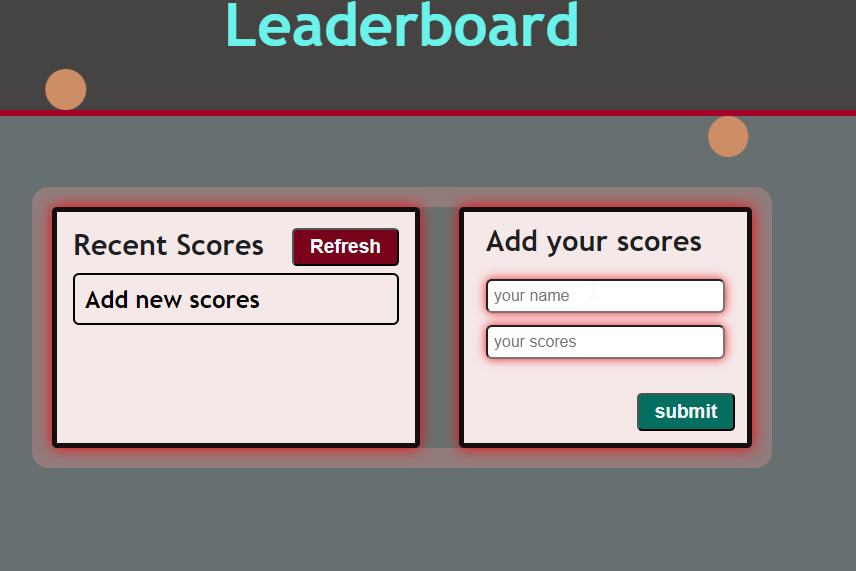 Leaderboard
Recent Scores
Refresh
Add new scores
Add your scores
your name
your scores
submit